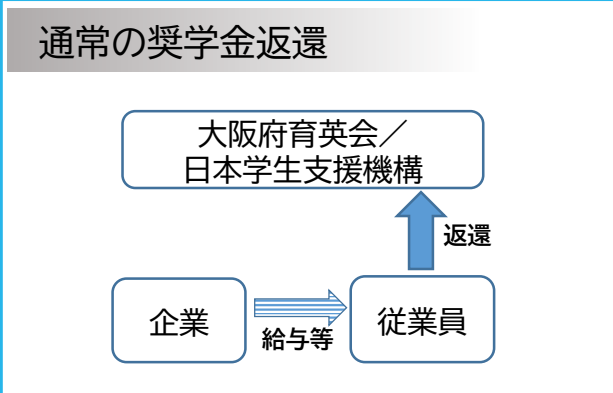 通常の奨学金返還
大阪府育英会／
日本学生支援機構
返還
企業
給与等
従業員